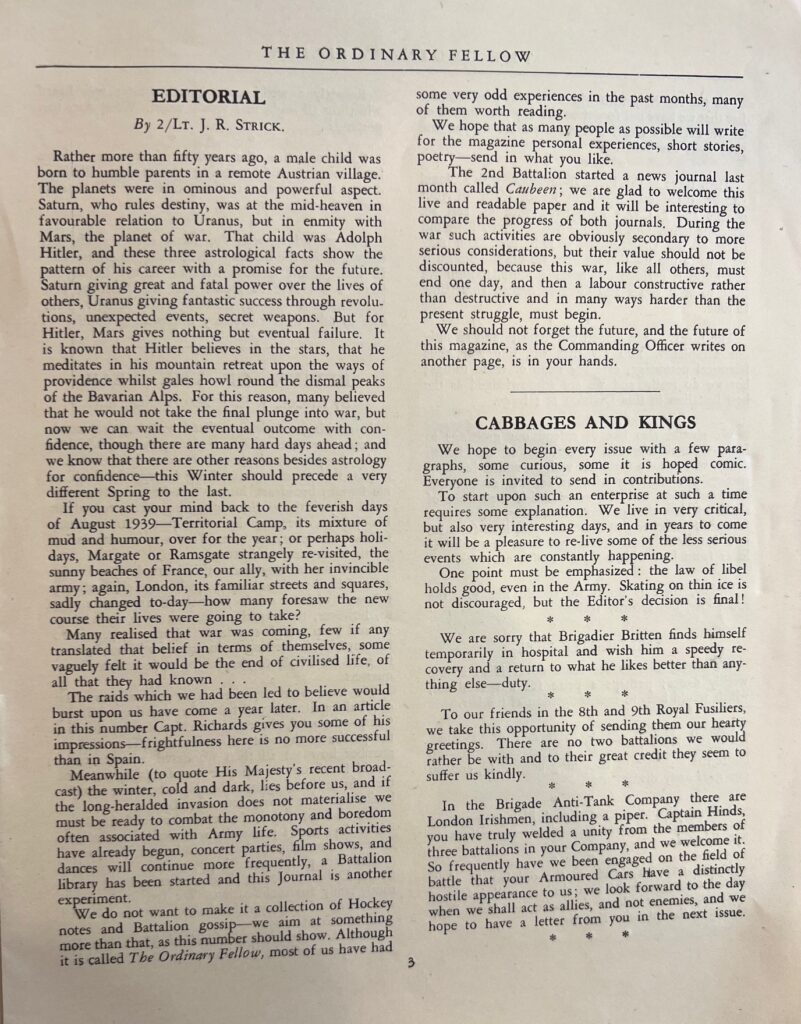 THE ORDINARY FELLOW
EDITORIAL
By 2/LT. J. R. STRICK.
Rather more than fifty years ago, a male child was
born to humble parents in a remote Austrian village.
The planets were in ominous and powerful aspect.
Saturn, who rules destiny, was at the mid-heaven in
favourable relation to Uranus, but in enmity with
Mars, the planet of war. That child was Adolph
Hitler, and these three astrological facts show the
pattern of his career with a promise for the future.
Saturn giving great and fatal power over the lives of
others, Uranus giving fantastic success through revolu-
tions, unexpected events, secret weapons. But for
Hitler, Mars gives nothing but eventual failure. It
is known that Hitler believes in the stars, that he
meditates in his mountain retreat upon the ways of
providence whilst gales howl round the dismal peaks
of the Bavarian Alps. For this reason, many believed
that he would not take the final plunge into war, but
now we can wait the eventual outcome with con-
fidence, though there are many hard days ahead; and
we know that there are other reasons besides astrology
for confidence—this Winter should precede a very
different Spring to the last.
If you cast your mind back to the feverish days
of August 1939—Territorial Camp, its mixture of
mud and humour, over for the year; or perhaps holi-
days, Margate or Ramsgate strangely re-visited, the
sunny beaches of France, our ally, with her invincible
army; again, London, its familiar streets and squares,
sadly changed to-day—how many foresaw the new
course their lives were going to take?
Many realised that war was coming, few if any
translated that belief in terms of themselves, some
vaguely felt it would be the end of civilised life, of
all that they had known . . .
The raids which we had been led to believe would
burst upon us have come a year later. In an article
in this number Capt. Richards gives you some of his
impressions—frightfulness here is no more successful
than in Spain.
Meanwhile (to quote His Majesty's recent broad-
cast) the winter, cold and dark, lies before us, and if
the long-heralded invasion does not materialise we
must be ready to combat the monotony and boredom
often associated with Army life. Sports activities
have already begun, concert parties, film shows, and
dances will continue more frequently, a Battalion
library has been started and this Journal is another
experiment.
We do not want to make it a collection of Hockey
notes and Battalion gossip—we aim at something
more than that, as this number should show. Although
it is called The Ordinary Fellow, most of us have had
some very odd experiences in the past months, many
of them worth reading.
We hope that as many people as possible will write
for the magazine personal experiences, short stories,
poetry—send in what you like.
The 2nd Battalion started a news journal last
month called Caubeen; we are glad to welcome this
live and readable paper and it will be interesting to
compare the progress of both journals. During the
war such activities are obviously secondary to more
serious considerations, but their value should not be
discounted, because this war, like all others, must
end one day, and then a labour constructive rather
than destructive and in many ways harder than the
present struggle, must begin.
We should not forget the future, and the future of
this magazine, as the Commanding Officer writes on
another page, is in your hands.
CABBAGES AND KINGS
We hope to begin every issue with a few para-
graphs, some curious, some it is hoped comic.
Everyone is invited to send in contributions.
To start upon such an enterprise at such a time
requires some explanation. We live in very critical,
but also very interesting days, and in years to come
it will be a pleasure to re-live some of the less serious
events which are constantly happening.
One point must be emphasized: the law of libel
holds good, even in the Army. Skating on thin ice is
not discouraged, but the Editor's decision is final!
* * *
We are sorry that Brigadier Britten finds himself
temporarily in hospital and wish him a speedy re-
covery and a return to what he likes better than any-
thing else—duty.
* * *
To our friends in the 8th and 9th Royal Fusiliers,
we take this opportunity of sending them our hearty
greetings. There are no two battalions we would
rather be with and to their great credit they seem to
suffer us kindly.
* * *
In the Brigade Anti-Tank Company there are
London Irishmen, including a piper. Captain Hinds,
you have truly welded a unity from the members of
three battalions in your Company, and we welcome it.
So frequently have we been engaged on the field of
battle that your Armoured Cars have a distinctly
hostile appearance to us; we look forward to the day
when we shall act as allies, and not enemies, and we
hope to have a letter from you in the next issue.
* * *
3